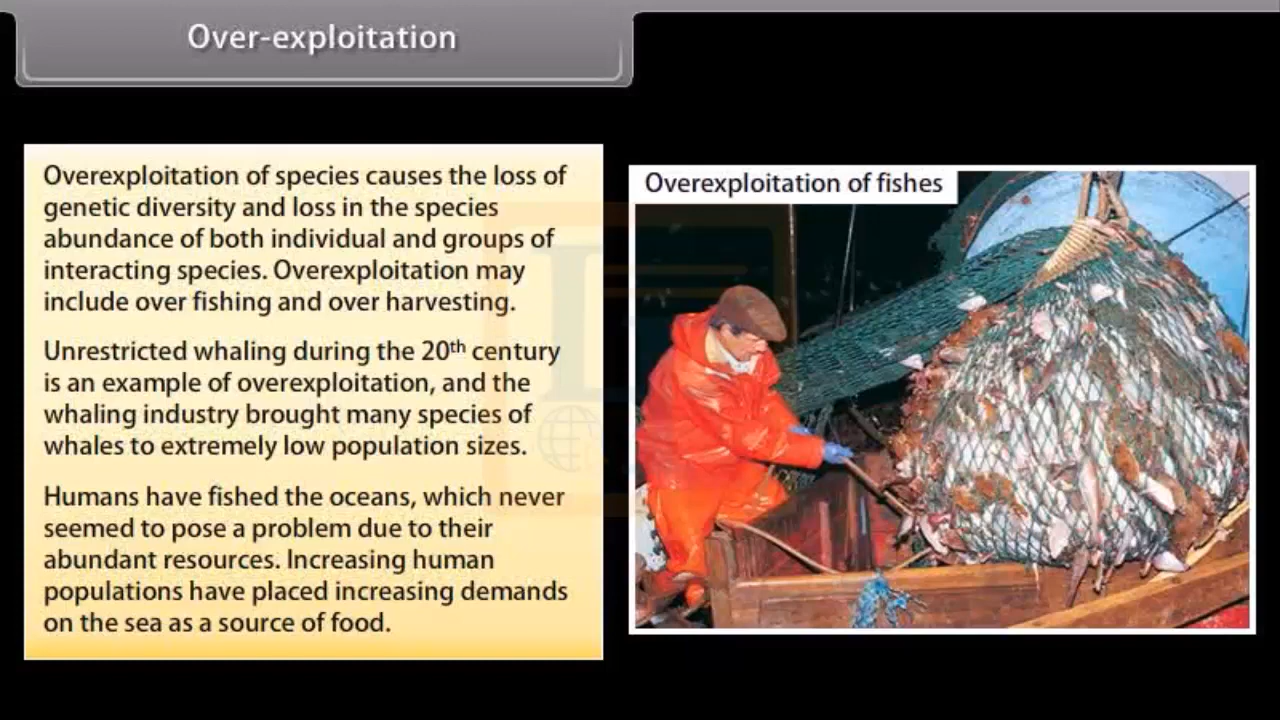 Over-exploitation
Overexploitation of species causes the loss of
genetic diversity and loss in the species
abundance of both individual and groups of
interacting species. Overexploitation may
include over fishing and over harvesting.
Unrestricted whaling during the 20th century
is an example of overexploitation, and the
whaling industry brought many species of
whales to extremely low population sizes.
Humans have fished the oceans, which never
seemed to pose a problem due to their
abundant resources. Increasing human
populations have placed increasing demands
on the sea as a source of food.
Overexploitation of fishes